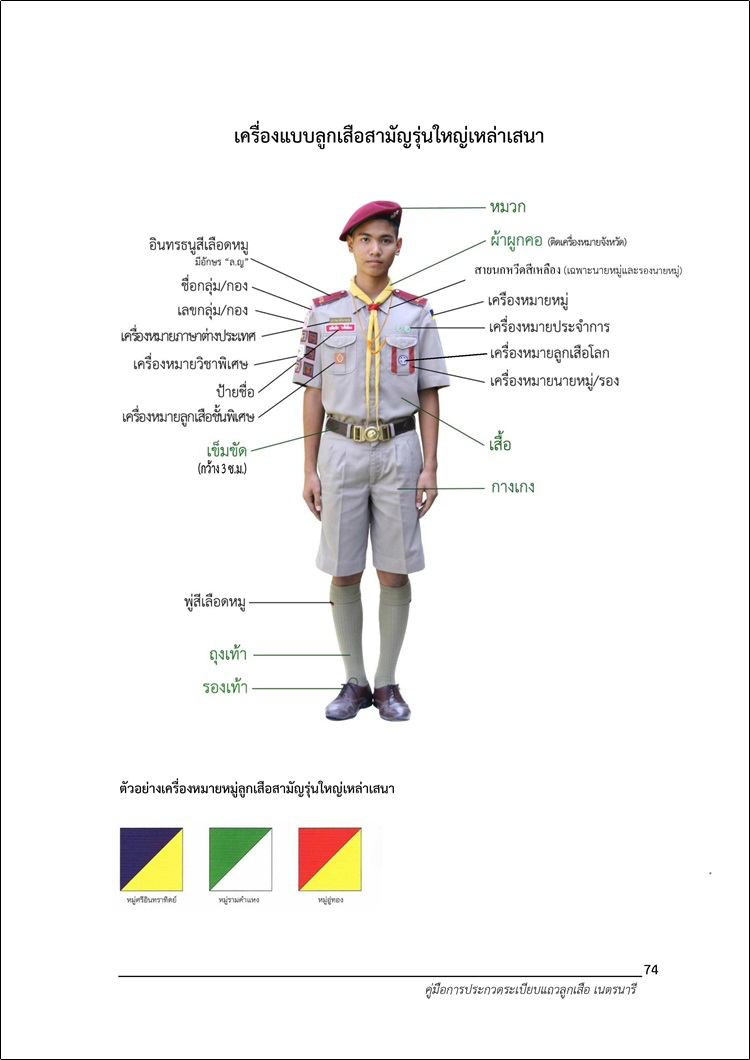 เครื่องแบบลูกเสือสามัญรุ่นใหญ่เหล่าเสนา
หมวก
อินทรธนูสีเลือดหมู
มีอักษร "ล.ญ"
ผ้าผูกคอ (ติดเครื่องหมายจังหวัด)
สายนกหวีดสีเหลือง (เฉพาะนายหมู่และรองนายหมู่)
ชื่อกลุ่ม/กอง
เครื่องหมายหมู่
เลขกลุ่ม/กอง
เครื่องหมายประจำการ
เครื่องหมายภาษาต่างประเทศ
เครื่องหมายลูกเสือโลก
เครื่องหมายวิชาพิเศษ
เครื่องหมายนายหมู่/รอง
ป้ายชื่อ
เครื่องหมายลูกเสือชั้นพิเศษ
เข็มขัด
(กว้าง 3 ซ.ม.)
เสื้อ
กางเกง
พู่สีเลือดหมู
ถุงเท้า
รองเท้า
ตัวอย่างเครื่องหมายหมู่ลูกเสือสามัญรุ่นใหญ่เหล่าเสนา
หมู่ศรีอินทราทิตย์
หมู่รามคำแหง
หมู่อู่ทอง
74
คู่มือการประกวดระเบียบแถวลูกเสือ เนตรนารี